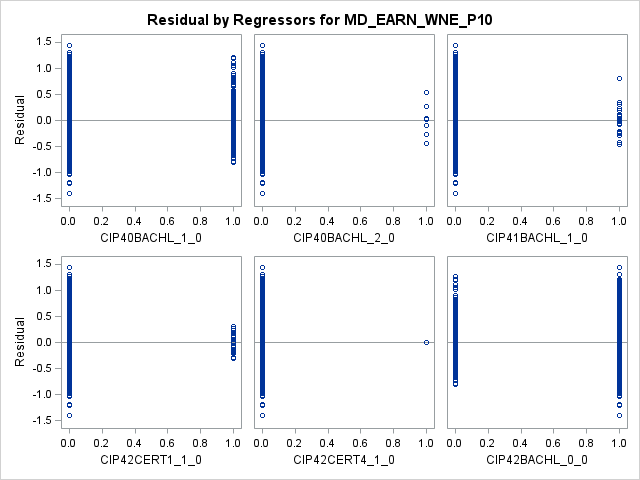 Residual by Regressors for MD_EARN_WNE_P10
1.5
1.0
0.5
0.0
-0.5
-1.0
-1.5
Residual
0.0 0.2 0.4 0.6 0.8 1.0
CIP40BACHL_1_0
0.0 0.2 0.4 0.6 0.8 1.0
CIP40BACHL_2_0
0.0 0.2 0.4 0.6 0.8 1.0
CIP41BACHL_1_0
1.5
1.0
0.5
0.0
-0.5
-1.0
-1.5
Residual
0.0 0.2 0.4 0.6 0.8 1.0
CIP42CERT1_1_0
0.0 0.2 0.4 0.6 0.8 1.0
CIP42CERT4_1_0
0.0 0.2 0.4 0.6 0.8 1.0
CIP42BACHL_0_0